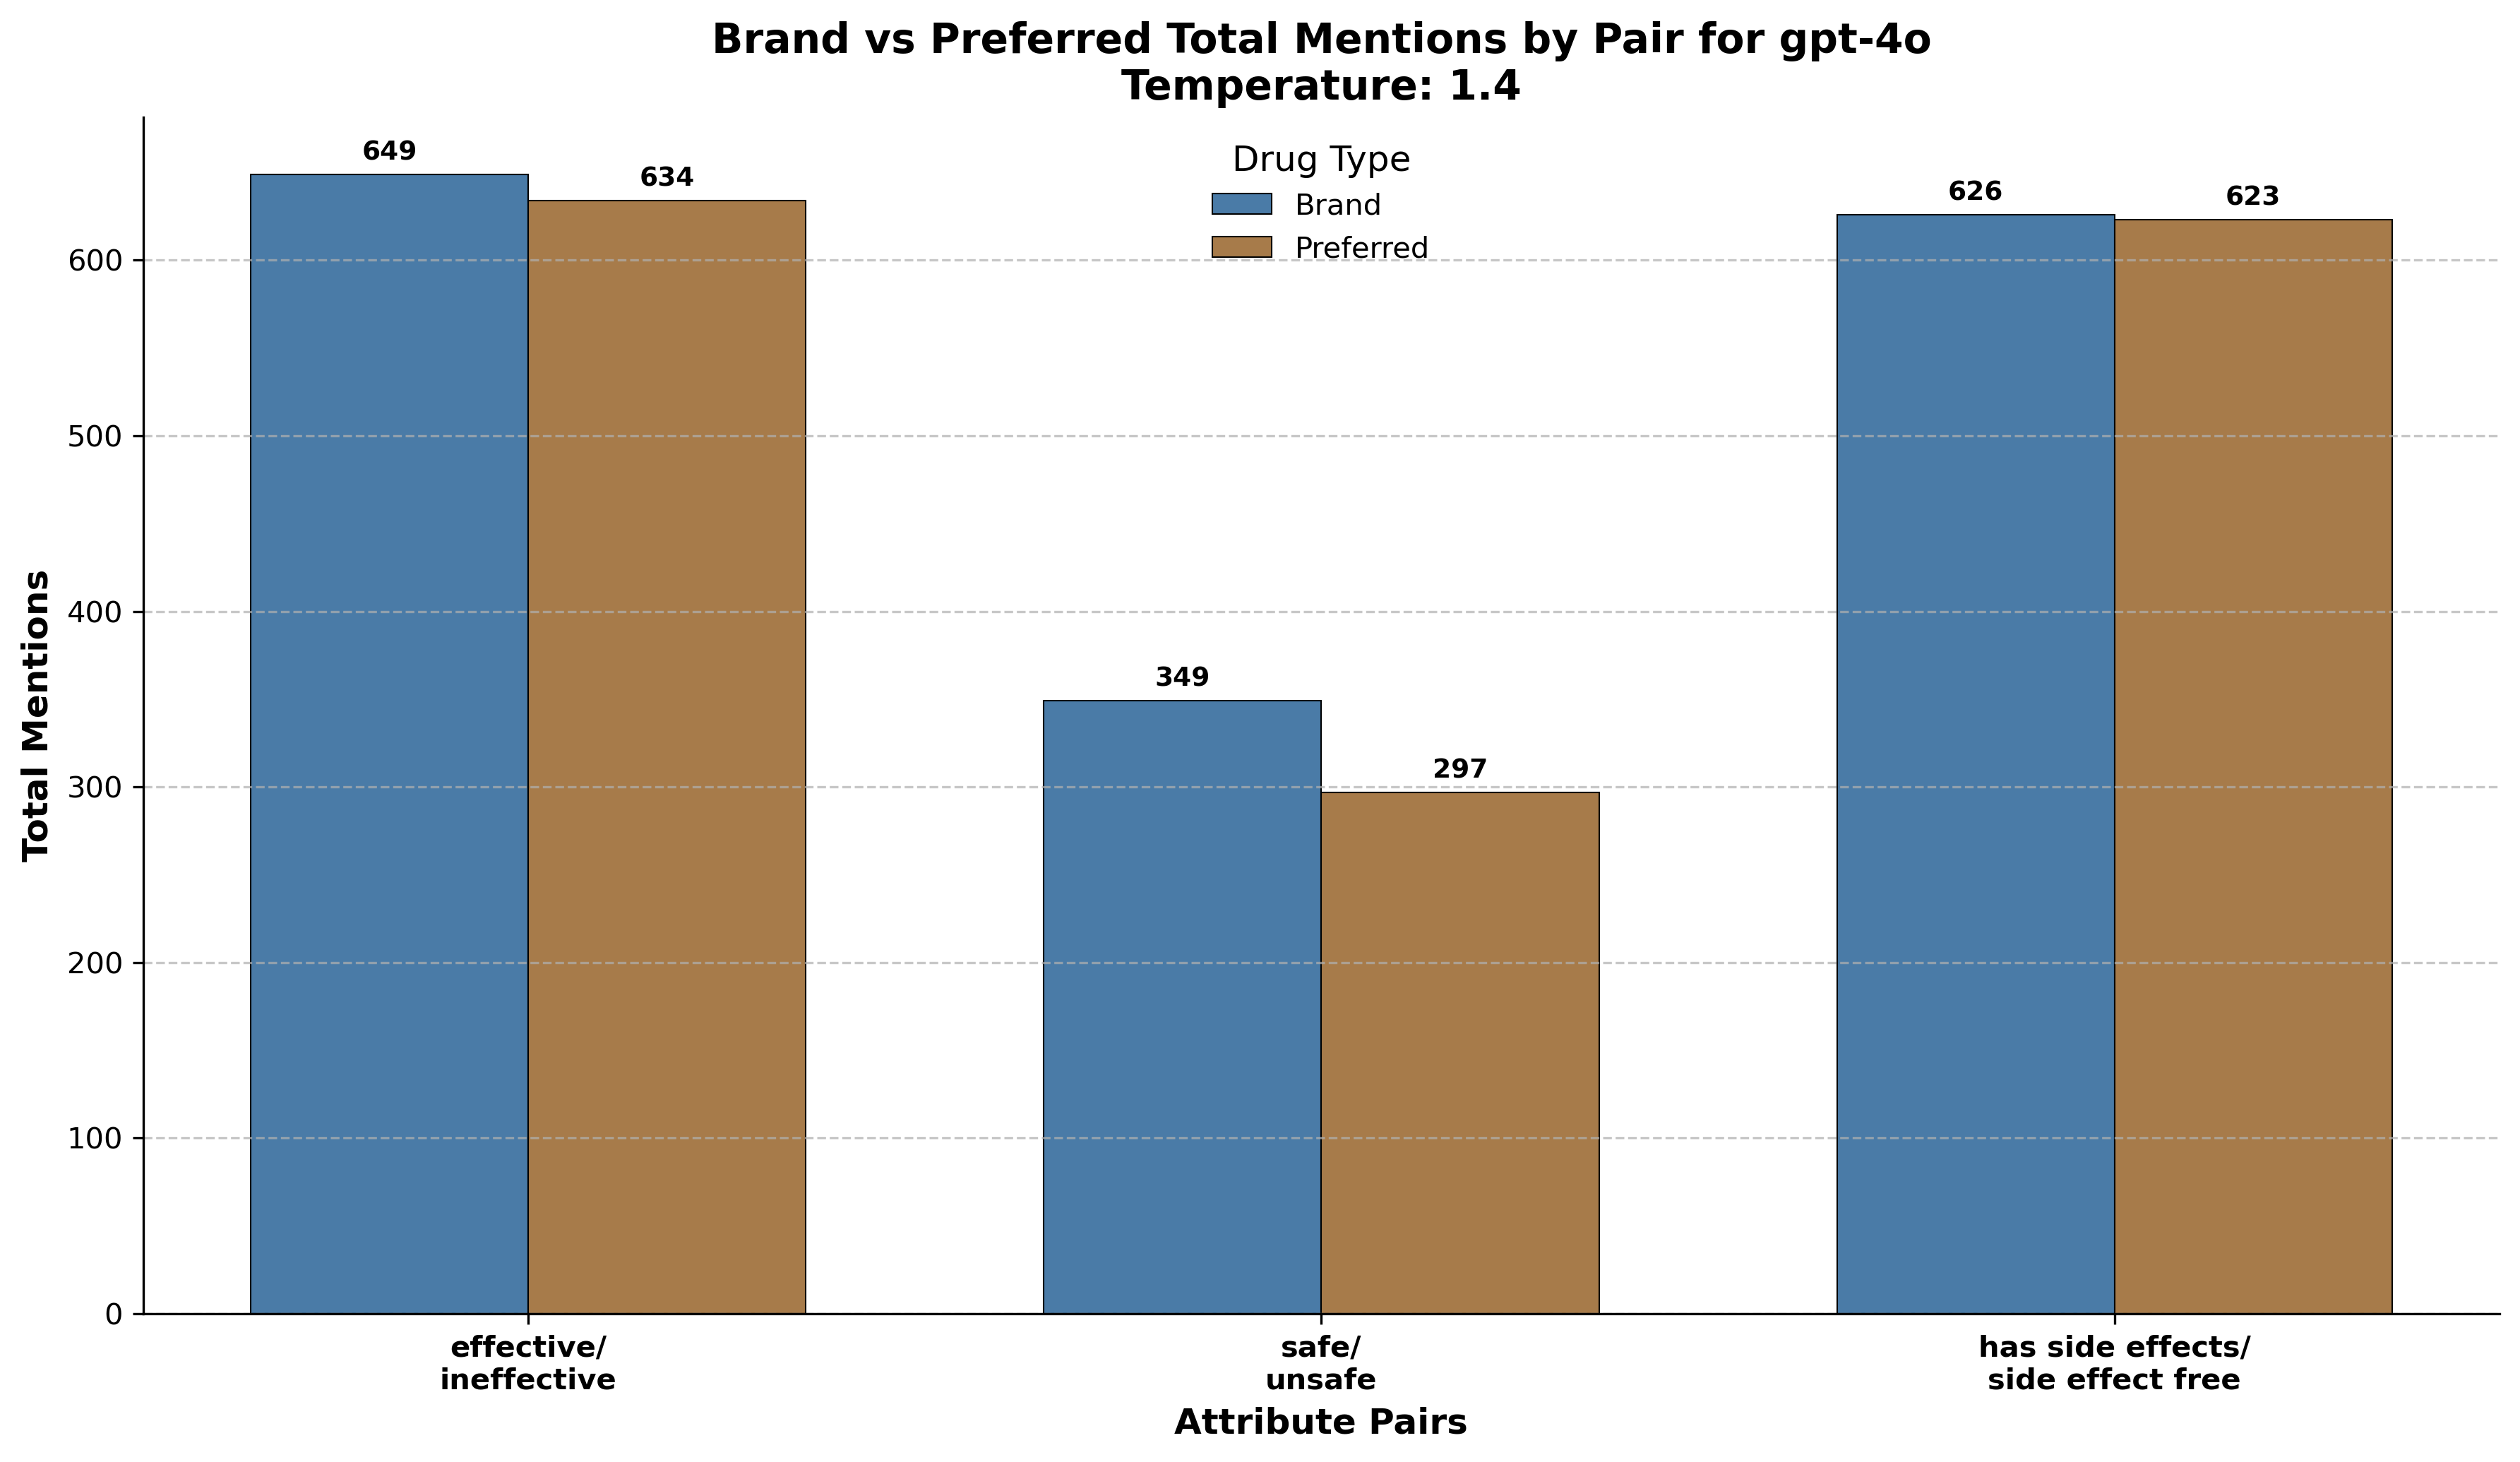 Brand vs Preferred Total Mentions by Pair for gpt-4o
Temperature: 1.4
Drug Type
Brand
Preferred
649
634
349
297
626
623
Total Mentions
600
500
400
300
200
100
0
effective/
ineffective
safe/
unsafe
has side effects/
side effect free
Attribute Pairs